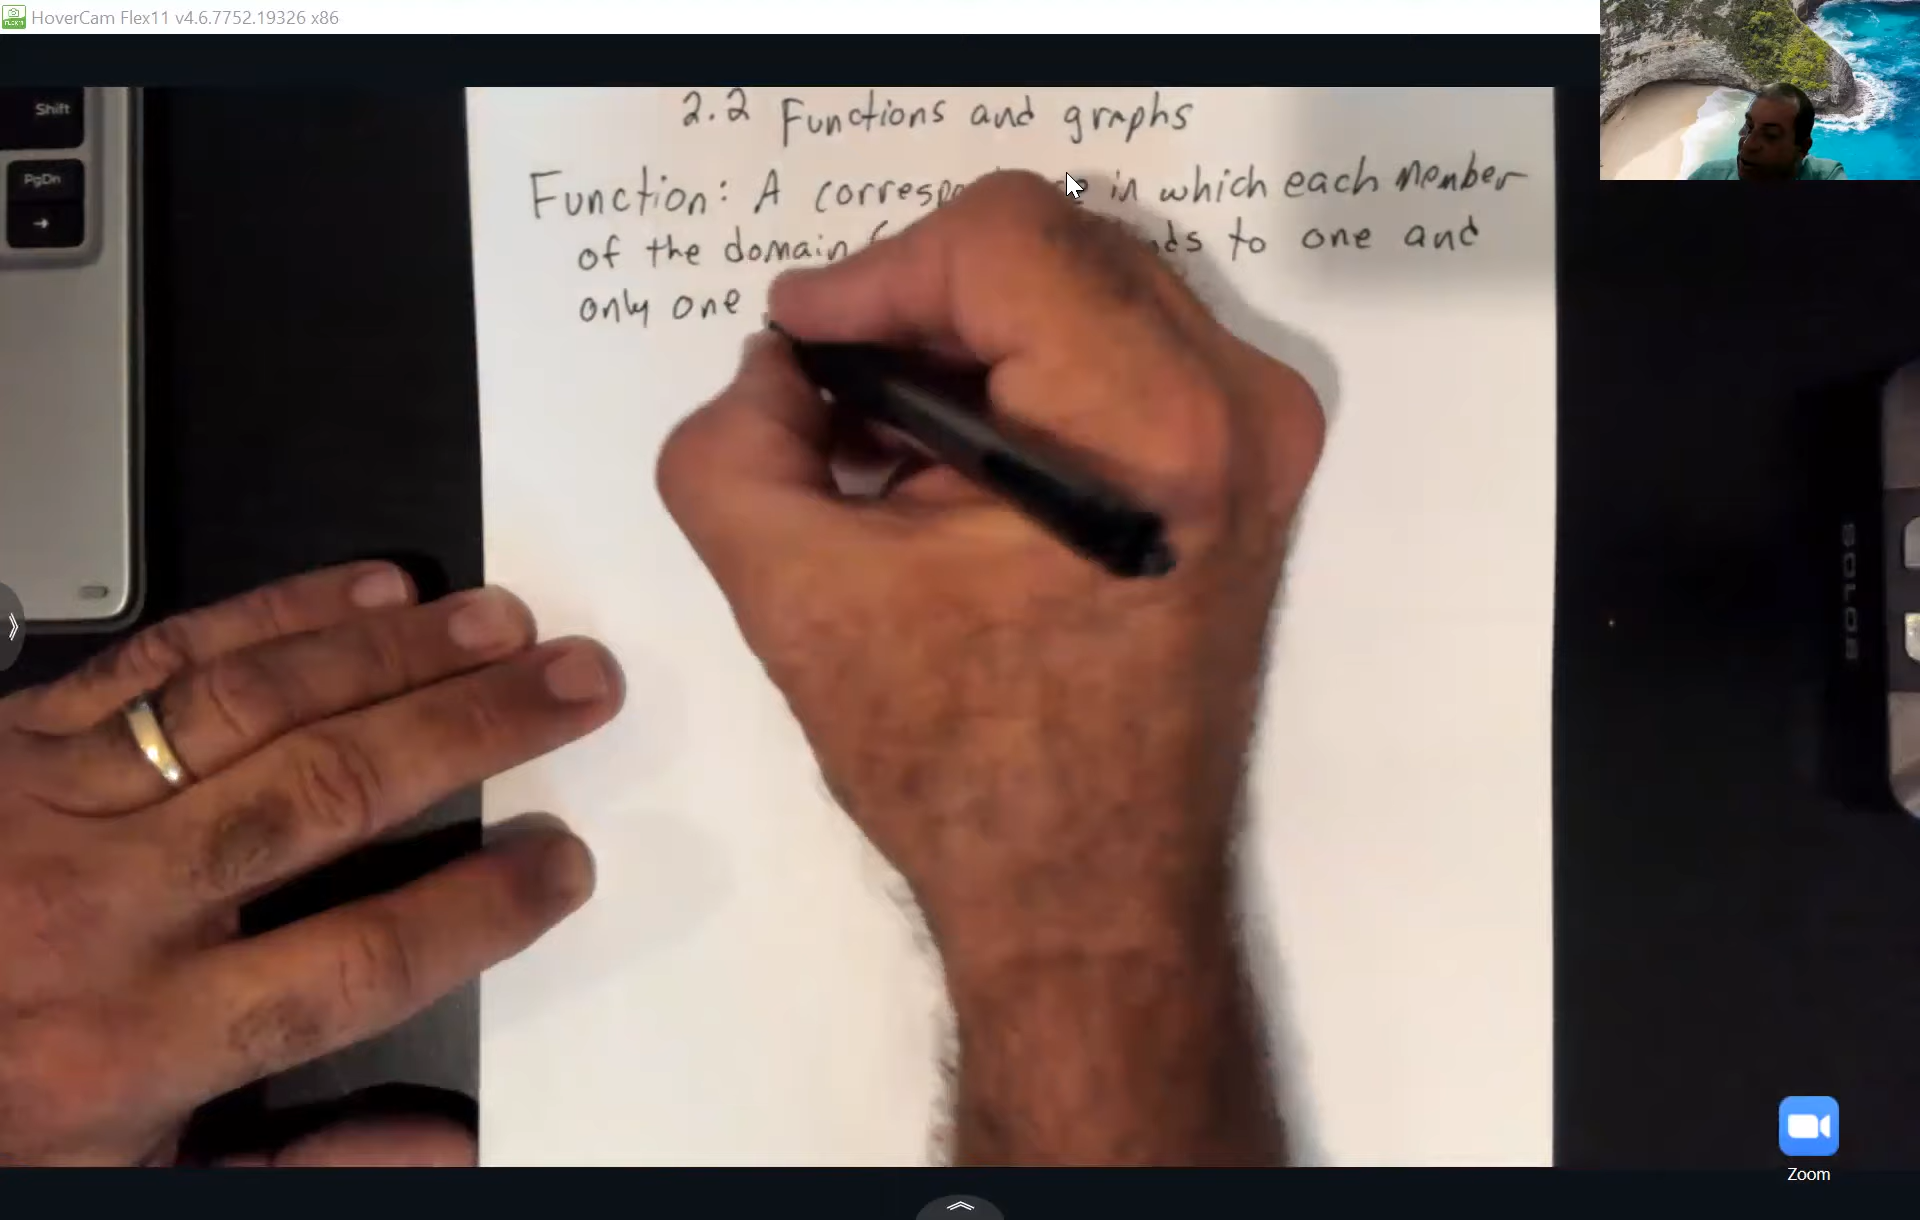 HoverCam Flex11 v4.6.7752.19326 x86
Shift
PgDn
2.2 Functions and graphs
Function: A in which each member
of the domain to one and
only one
SOLO8
Zoom